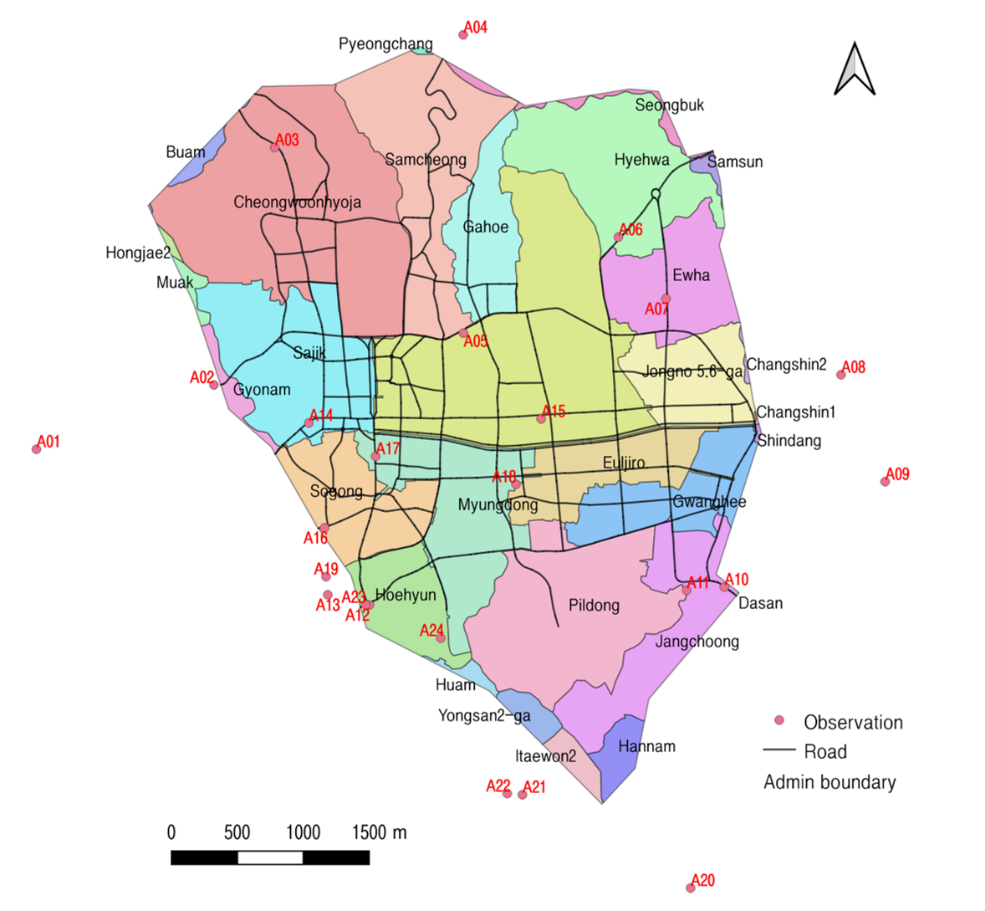 A04
Pyeongchang
Seongbuk
A03
Buam
Samcheong
Hyehwa
Samsun
Cheongwoonhyoja
Gahoe
A06
Hongjae2
Muak
Ewha
A07
A05
Sajik
Jongno 5,6-ga
Changshin2
A08
A02
Gyonam
A14
A15
Changshin1
A01
A17
Shindang
A18
Euljiro
A09
Sogong
Myungdong
Gwanghee
A16
A19
A13
A23
A12
Hoehyun
Pildong
A11
A10
Dasan
A24
Jangchoong
Huam
Yongsan2-ga
Itaewon2
Hannam
Observation
Road
Admin boundary
A22
A21
0 500 1000 1500 m
A20